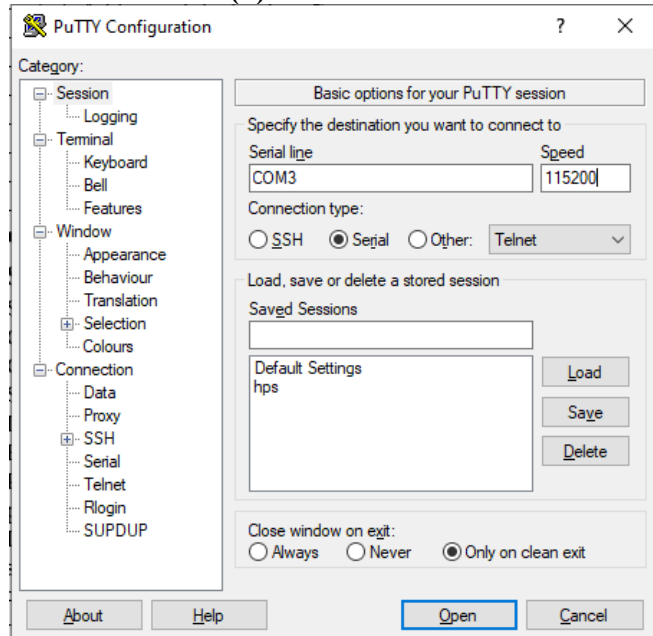 PuTTY Configuration ? ×
Category:
Session
Logging
Terminal
Keyboard
Bell
Features
Window
Appearance
Behaviour
Translation
Selection
Colours
Connection
Data
Proxy
SSH
Serial
Telnet
Rlogin
SUPDUP
Basic options for your PuTTY session
Specify the destination you want to connect to
Serial line Speed
COM3 115200
Connection type:
SSH Serial Other: Telnet
Load, save or delete a stored session
Saved Sessions
Default Settings
hps
Load
Save
Delete
Close window on exit:
Always Never Only on clean exit
About Help Open Cancel